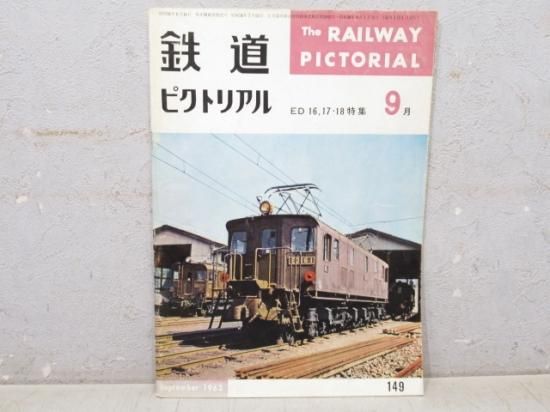 鉄道
ピクトリアル
The RAILWAY
PICTORIAL
ED 16,17・18特集 9月
September 1963
149